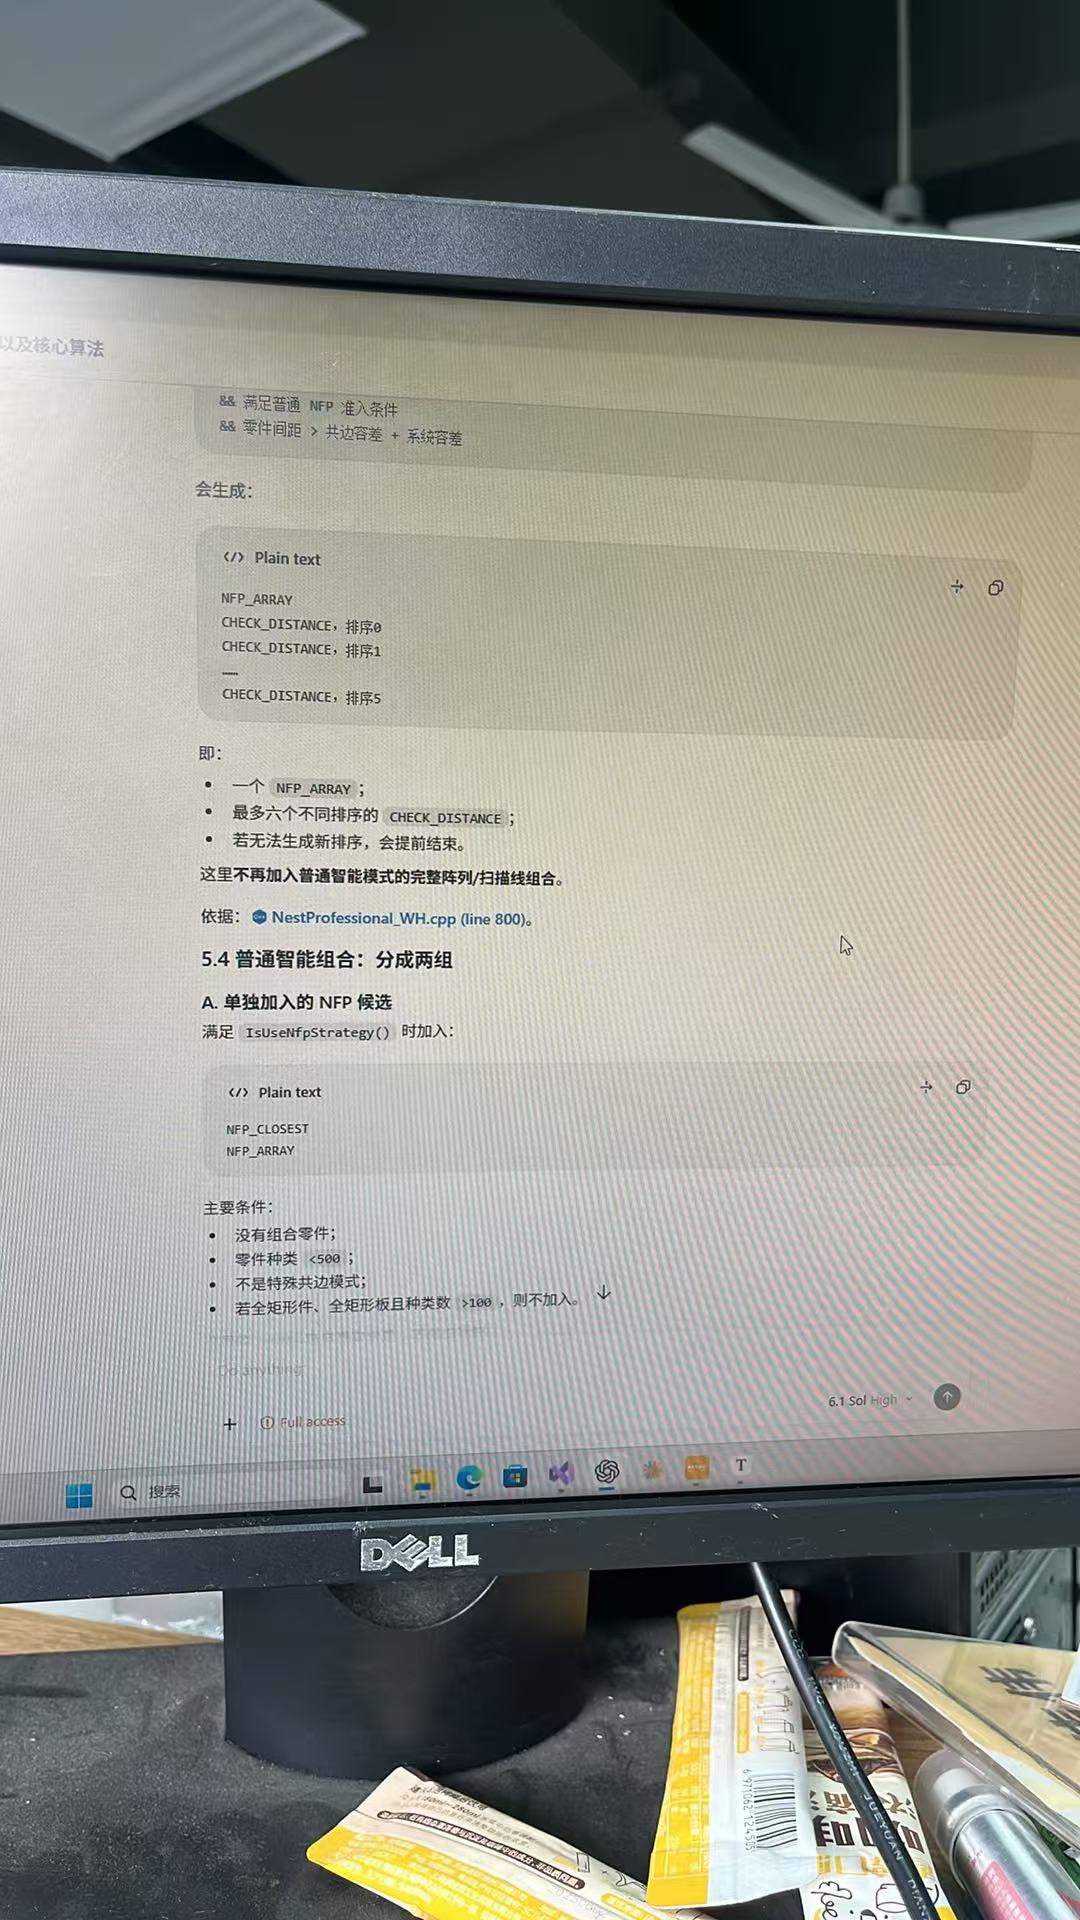 以及核心算法
&& 满足普通 NFP 准入条件
&& 零件间距 > 共边容差 + 系统容差
会生成：
</> Plain text
NFP_ARRAY
CHECK_DISTANCE，排序0
CHECK_DISTANCE，排序1
……
CHECK_DISTANCE，排序5
即：
• 一个 NFP_ARRAY；
• 最多六个不同排序的 CHECK_DISTANCE；
• 若无法生成新排序，会提前结束。
这里不再加入普通智能模式的完整阵列/扫描线组合。
依据： NestProfessional_WH.cpp (line 800)。
5.4 普通智能组合：分成两组
A. 单独加入的 NFP 候选
满足 IsUseNfpStrategy() 时加入：
</> Plain text
NFP_CLOSEST
NFP_ARRAY
主要条件：
• 没有组合零件；
• 零件种类 <500；
• 不是特殊共边模式；
• 若全矩形件、全矩形板且种类数 >100，则不加入。
Do anything
+ Full access
6.1 Sol High
搜索
T
DELL
6 971062 124505